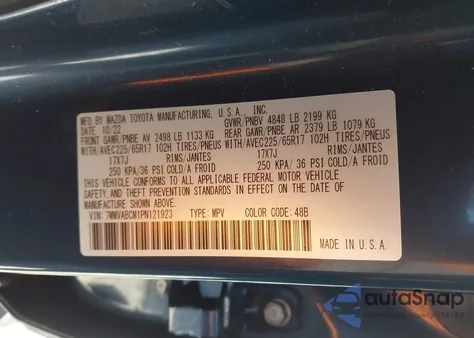 MFD. BY MAZDA TOYOTA MANUFACTURING, U.S.A. INC
10/22 GVWR/PNBV 4848 LB 2199 KG
FRONT GAWR/PNBE AV 2498 LB 1133 KG REAR GAWR/PNBE AR 2379 LB 1079 KG
WITH/AVEC225/65R17 102H TIRES/PNEUS WITH/AVEC225/65R17 102H TIRES/PNEUS
17X7J RIMS/JANTES 17X7J RIMS/JANTES
250 KPA/ 36 PSI COLD/A FROID 250 KPA/ 36 PSI COLD/A FROID
THIS VEHICLE CONFORMS TO ALL APPLICABLE FEDERAL MOTOR VEHICLE
SAFETY, AND THEFT PREVENTION STANDARDS IN EFFECT ON THE DATE OF
MANUFACTURE SHOWN ABOVE.
VIN: 7MMVABCM1PN121923 TYPE: MPV COLOR CODE: 48B
MADE IN U.S.A.
autoSnap